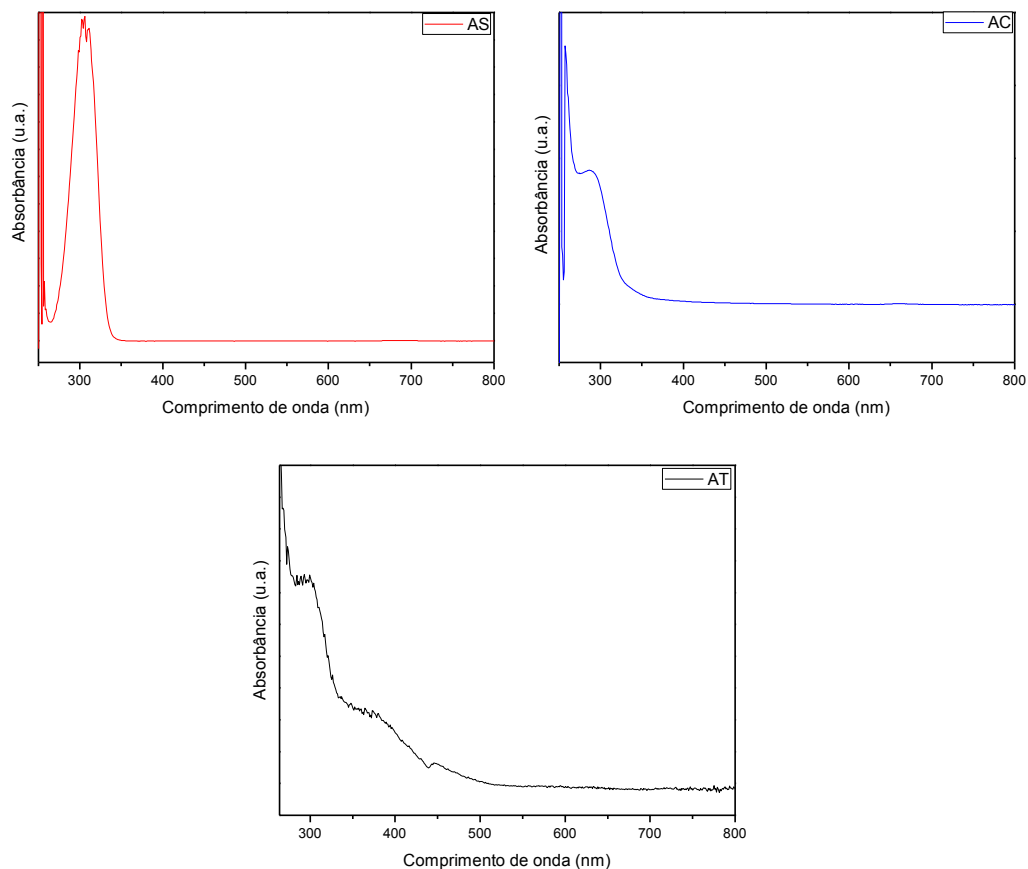 AS
Absorbância (u.a.)
300 400 500 600 700 800
Comprimento de onda (nm)
AC
Absorbância (u.a.)
300 400 500 600 700 800
Comprimento de onda (nm)
AT
Absorbância (u.a.)
300 400 500 600 700 800
Comprimento de onda (nm)